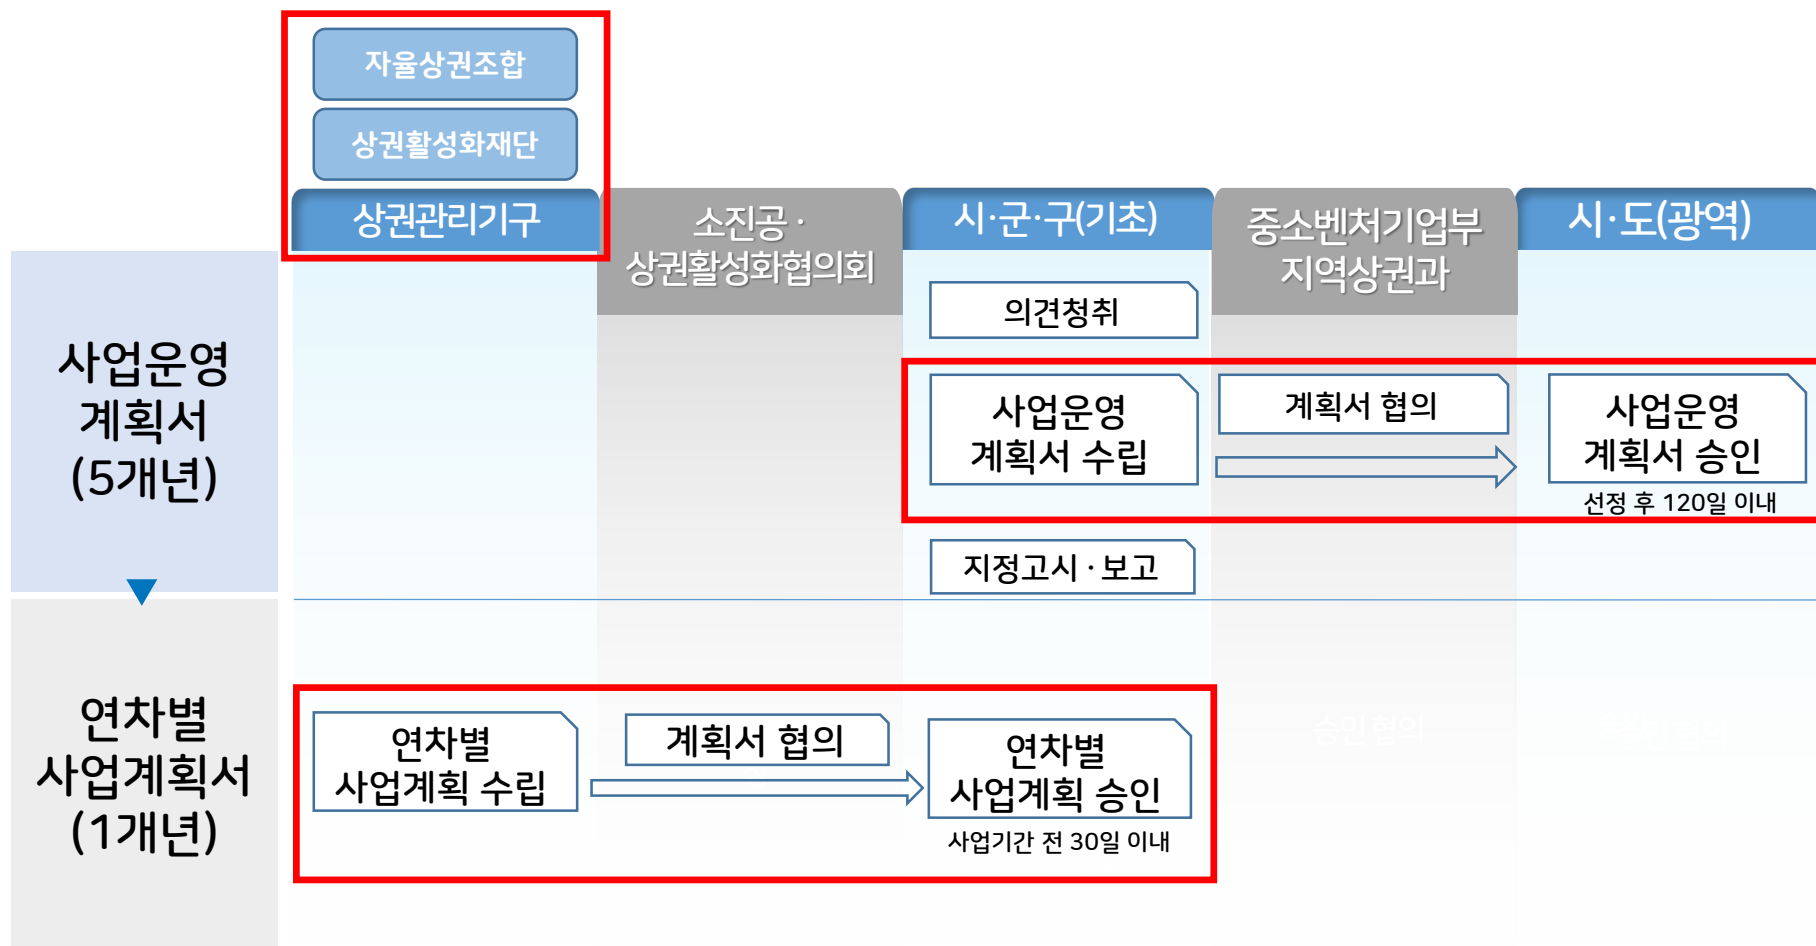 자율상권조합
상권활성화재단
상권관리기구
소진공 ·
상권활성화협의회
시·군·구(기초)
중소벤처기업부
지역상권과
시·도(광역)
사업운영
계획서
(5개년)
의견청취
사업운영
계획서 수립
계획서 협의
사업운영
계획서 승인
선정 후 120일 이내
지정고시 · 보고
연차별
사업계획서
(1개년)
연차별
사업계획 수립
계획서 협의
연차별
사업계획 승인
사업기간 전 30일 이내
승인 협의